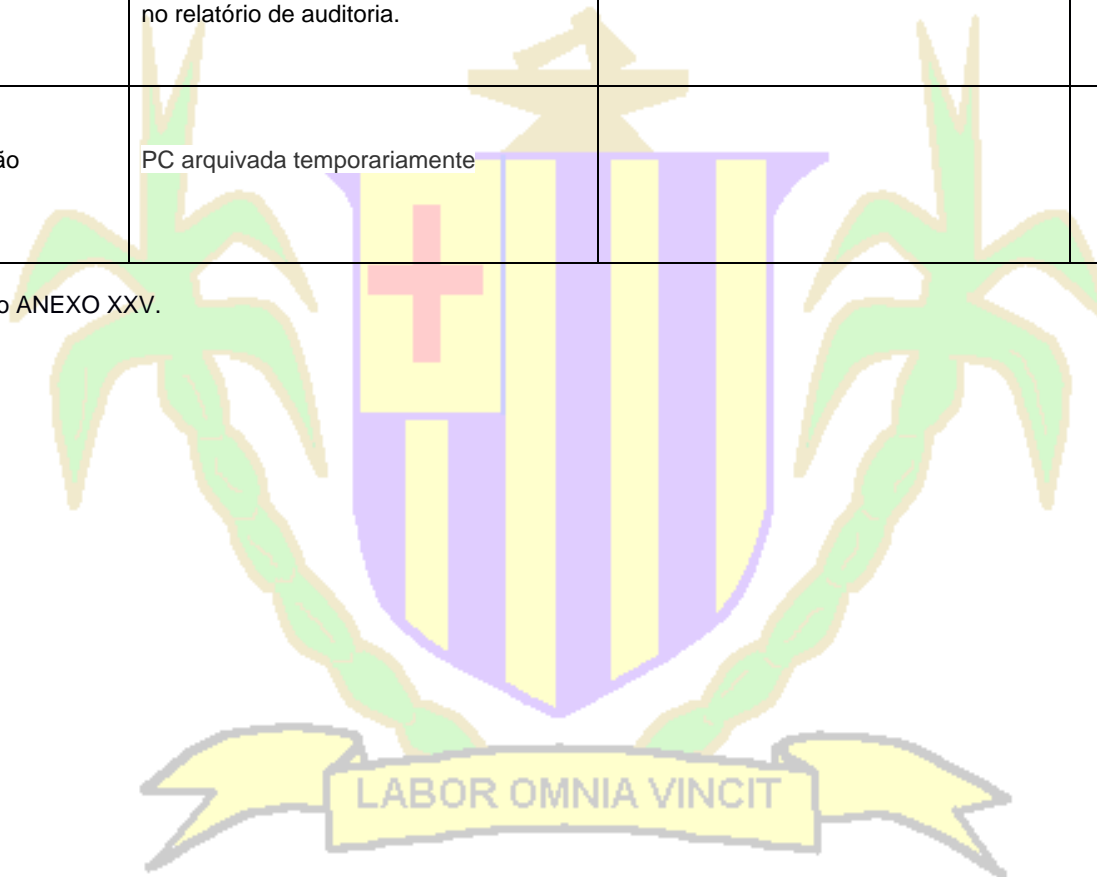 no relatório de auditoria.
ão
PC arquivada temporariamente
o ANEXO XXV.
LABOR OMNIA VINCIT